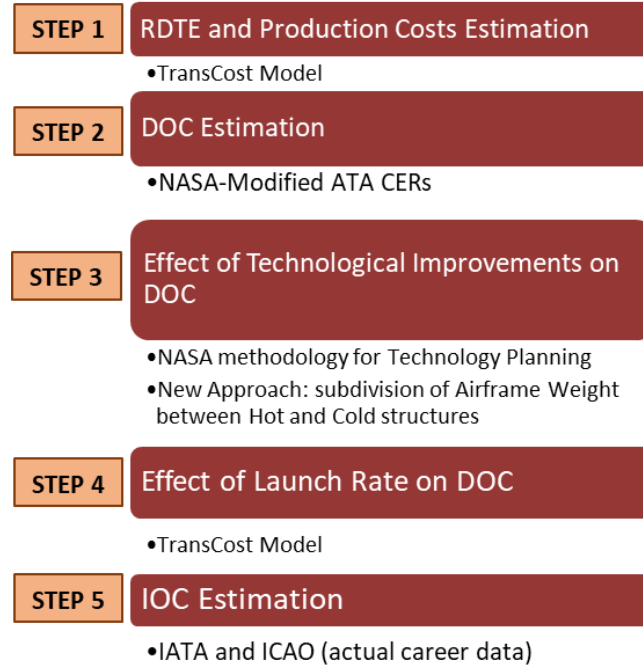 STEP 1
RDTE and Production Costs Estimation
•TransCost Model
STEP 2
DOC Estimation
•NASA-Modified ATA CERs
STEP 3
Effect of Technological Improvements on
DOC
•NASA methodology for Technology Planning
•New Approach: subdivision of Airframe Weight
between Hot and Cold structures
STEP 4
Effect of Launch Rate on DOC
•TransCost Model
STEP 5
IOC Estimation
•IATA and ICAO (actual career data)